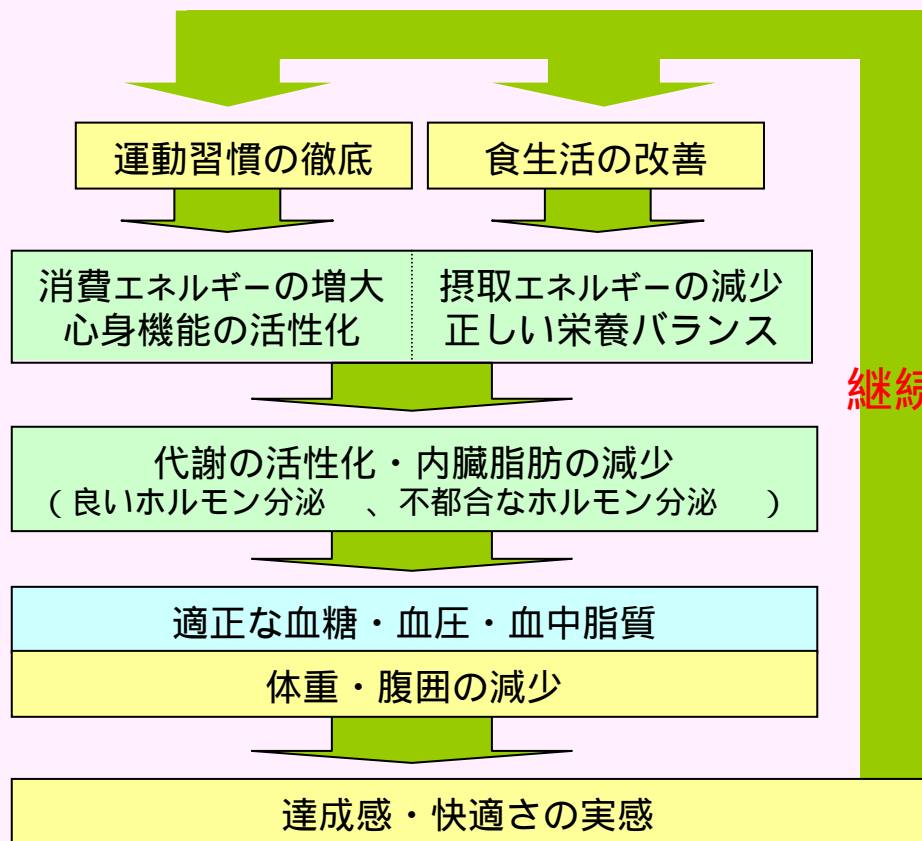 運動習慣の徹底
食生活の改善
消費エネルギーの増大
心身機能の活性化
摂取エネルギーの減少
正しい栄養バランス
継続
代謝の活性化・内臓脂肪の減少
(良いホルモン分泌　、不都合なホルモン分泌　)
適正な血糖・血圧・血中脂質
体重・腹囲の減少
達成感・快適さの実感